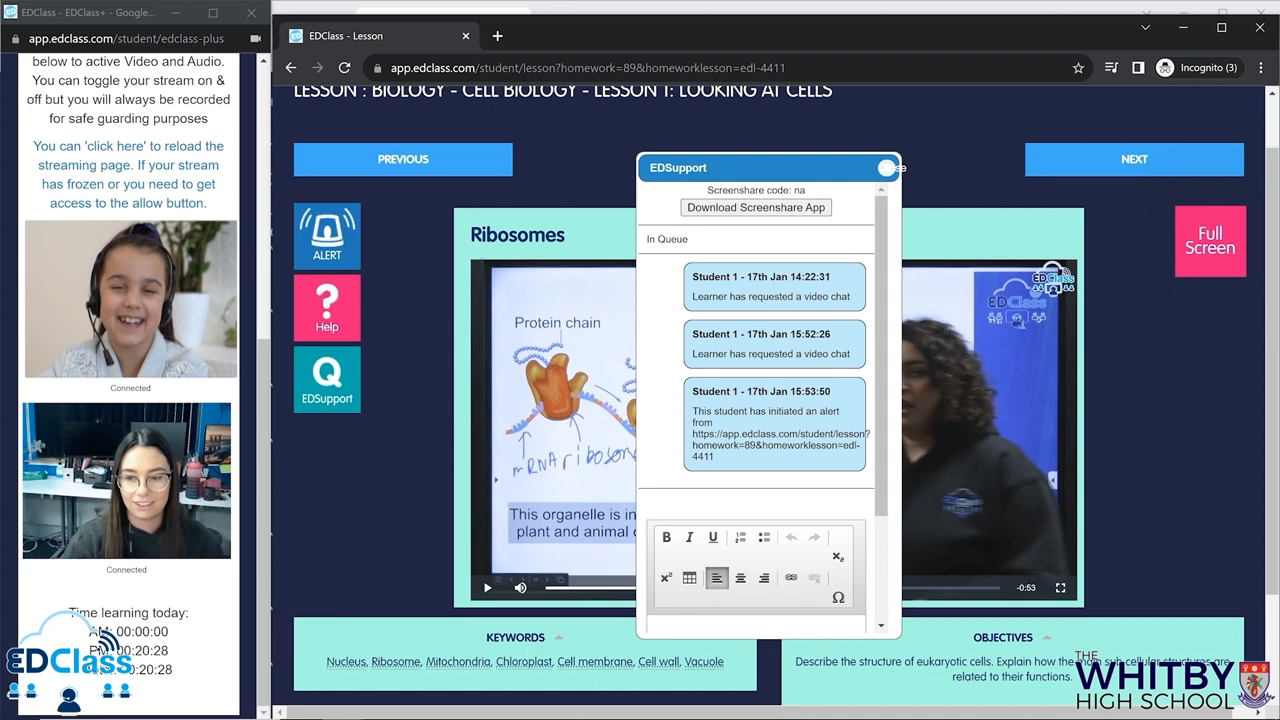 EDClass - EDClass+ - Google...
app.edclass.com/student/edclass-plus
below to active Video and Audio.
You can toggle your stream on &
off but you will always be recorded
for safe guarding purposes
You can 'click here' to reload the
streaming page. If your stream
has frozen or you need to get
access to the allow button.
Connected
Connected
Time learning today:
AM: 00:00:00
PM: 00:20:28
00:20:28
EDClass
EDClass - Lesson
app.edclass.com/student/lesson?homework=89&homeworklesson=edl-4411
Incognito (3)
LESSON : BIOLOGY - CELL BIOLOGY - LESSON 1: LOOKING AT CELLS
PREVIOUS
NEXT
ALERT
Help
EDSupport
Full
Screen
Ribosomes
Protein chain
mRNA riboso
This organelle is in
plant and animal
EDClass
EDClass
-0:53
EDSupport
Screenshare code: na
Download Screenshare App
In Queue
Student 1 - 17th Jan 14:22:31
Learner has requested a video chat
Student 1 - 17th Jan 15:52:26
Learner has requested a video chat
Student 1 - 17th Jan 15:53:50
This student has initiated an alert
from
https://app.edclass.com/student/lesson?
homework=89&homeworklesson=edl-
4411
B I U
Ω
KEYWORDS
Nucleus, Ribosome, Mitochondria, Chloroplast, Cell membrane, Cell wall, Vacuole
OBJECTIVES
Describe the structure of eukaryotic cells. Explain how the main sub-cellular structures are
related to their functions.
THE
WHITBY
HIGH SCHOOL